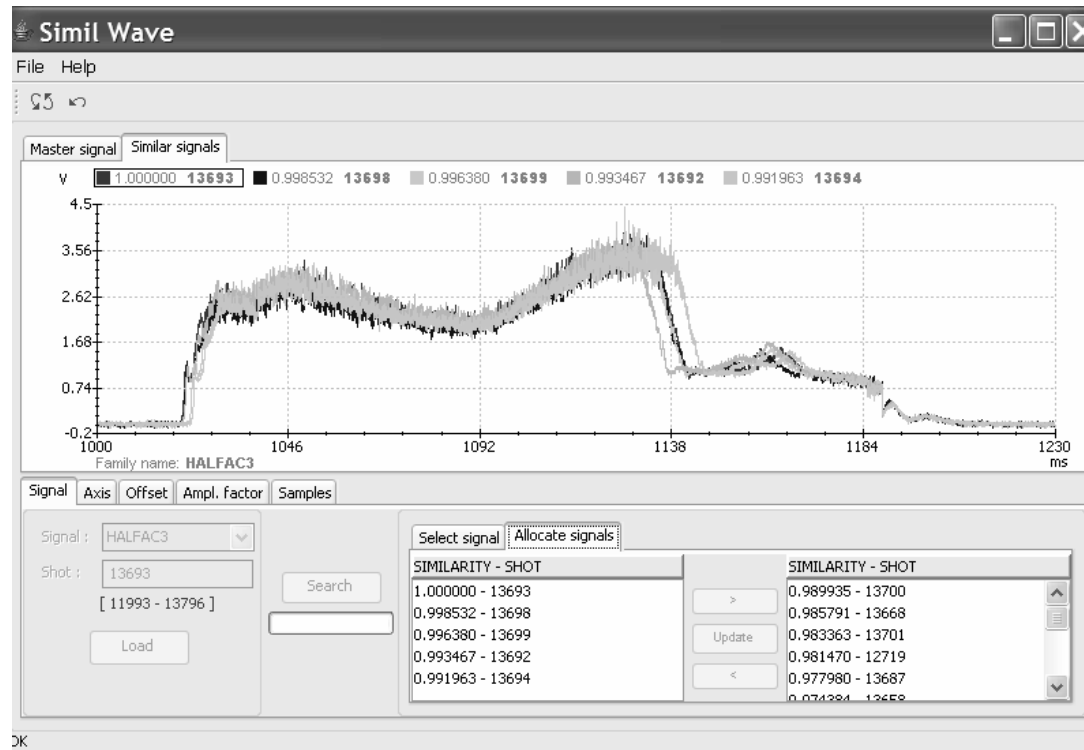 Simil Wave
File Help
Master signal Similar signals
V 1.000000 13693 0.998532 13698 0.996380 13699 0.993467 13692 0.991963 13694
4.5
3.56
2.62
1.68
0.74
-0.2
1000 1046 1092 1138 1184 1230
Family name: HALFAC3 ms
Signal Axis Offset Ampl. factor Samples
Signal : HALFAC3
Shot : 13693
[ 11993 - 13796 ]
Load
Search
Select signal Allocate signals
SIMILARITY - SHOT
1.000000 - 13693
0.998532 - 13698
0.996380 - 13699
0.993467 - 13692
0.991963 - 13694
>
Update
<
SIMILARITY - SHOT
0.989935 - 13700
0.985791 - 13668
0.983363 - 13701
0.981470 - 12719
0.977980 - 13687
0.974384 - 13658
OK